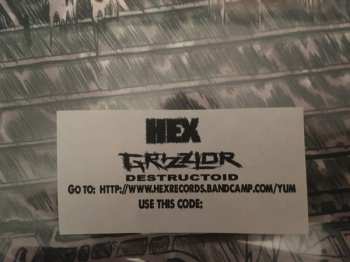 HEX
GRIZZLOR
DESTRUCTOID
GO TO: HTTP://WWW.HEXRECORDS.BANDCAMP.COM/YUM
USE THIS CODE: